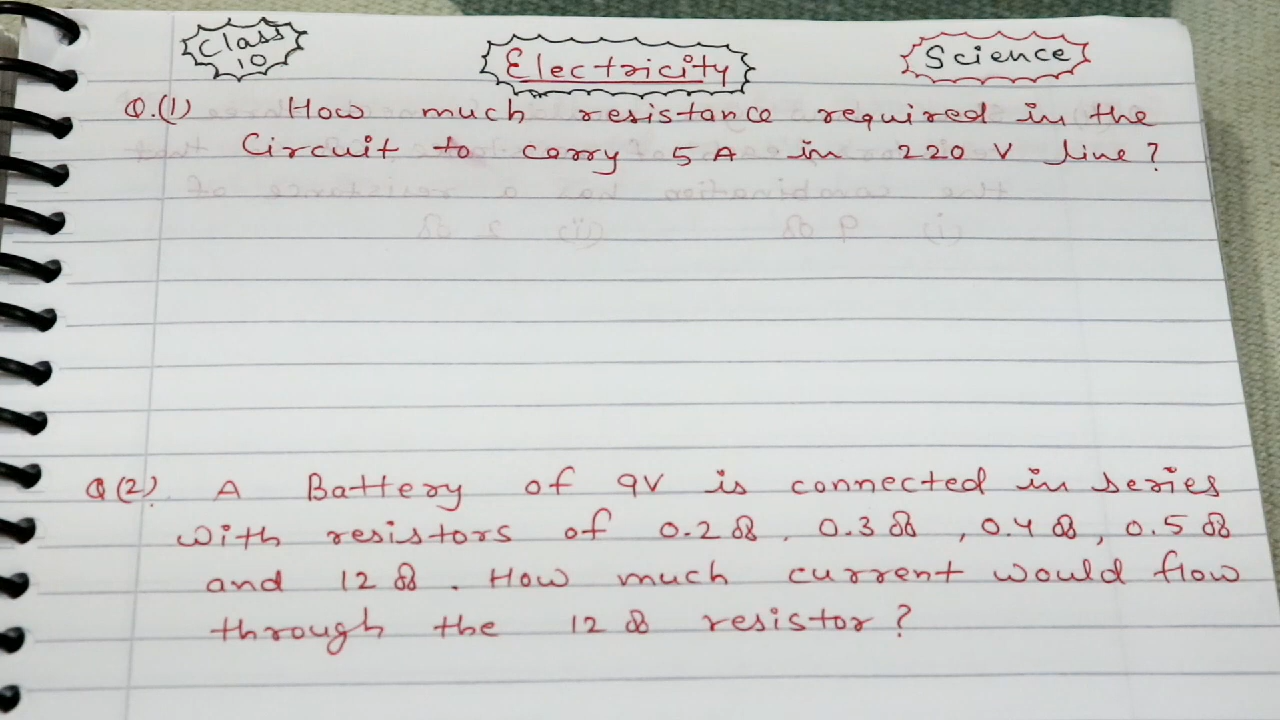 Class 10
Electricity
Science
Q.(1) How much resistance required in the
Circuit to carry 5 A in 220 V line?
Q(2). A Battery of 9V is connected in series
with resistors of 0.2 Ω, 0.3 Ω, 0.4 Ω, 0.5 Ω
and 12 Ω. How much current would flow
through the 12 Ω resistor?